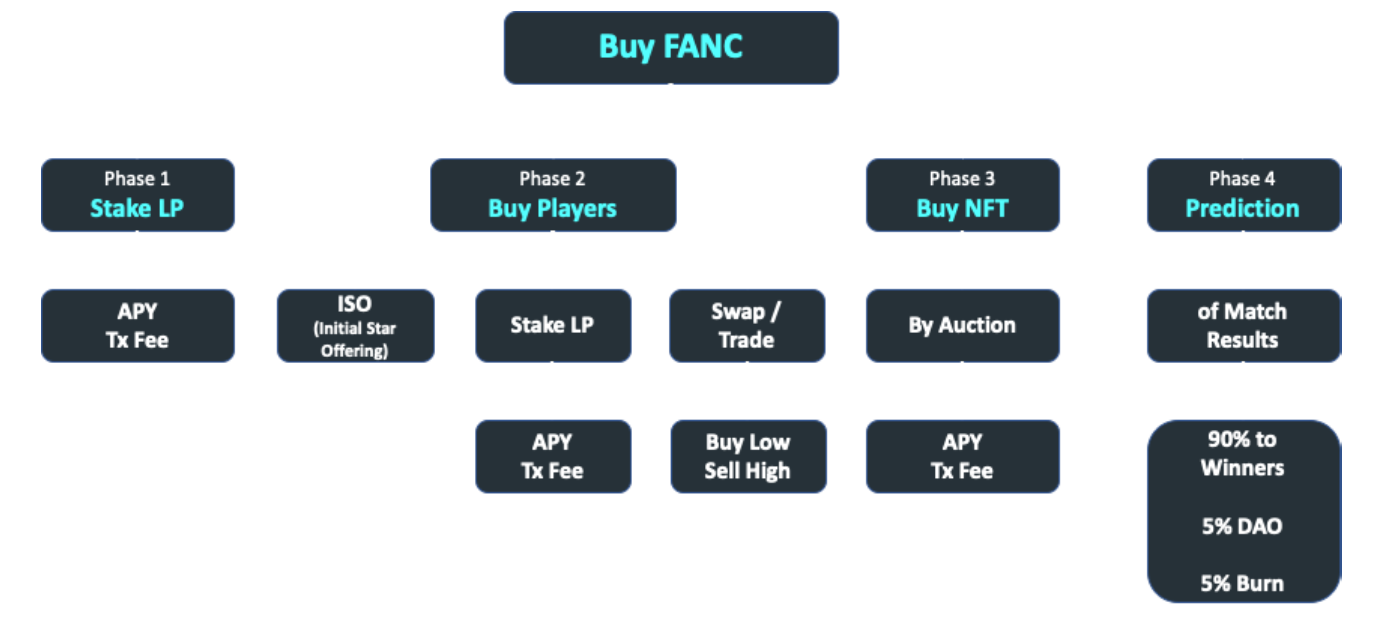 Buy FANC
Phase 1
Stake LP
Phase 2
Buy Players
Phase 3
Buy NFT
Phase 4
Prediction
APY
Tx Fee
ISO
(Initial Star
Offering)
Stake LP
Swap /
Trade
By Auction
of Match
Results
APY
Tx Fee
Buy Low
Sell High
APY
Tx Fee
90% to
Winners
5% DAO
5% Burn